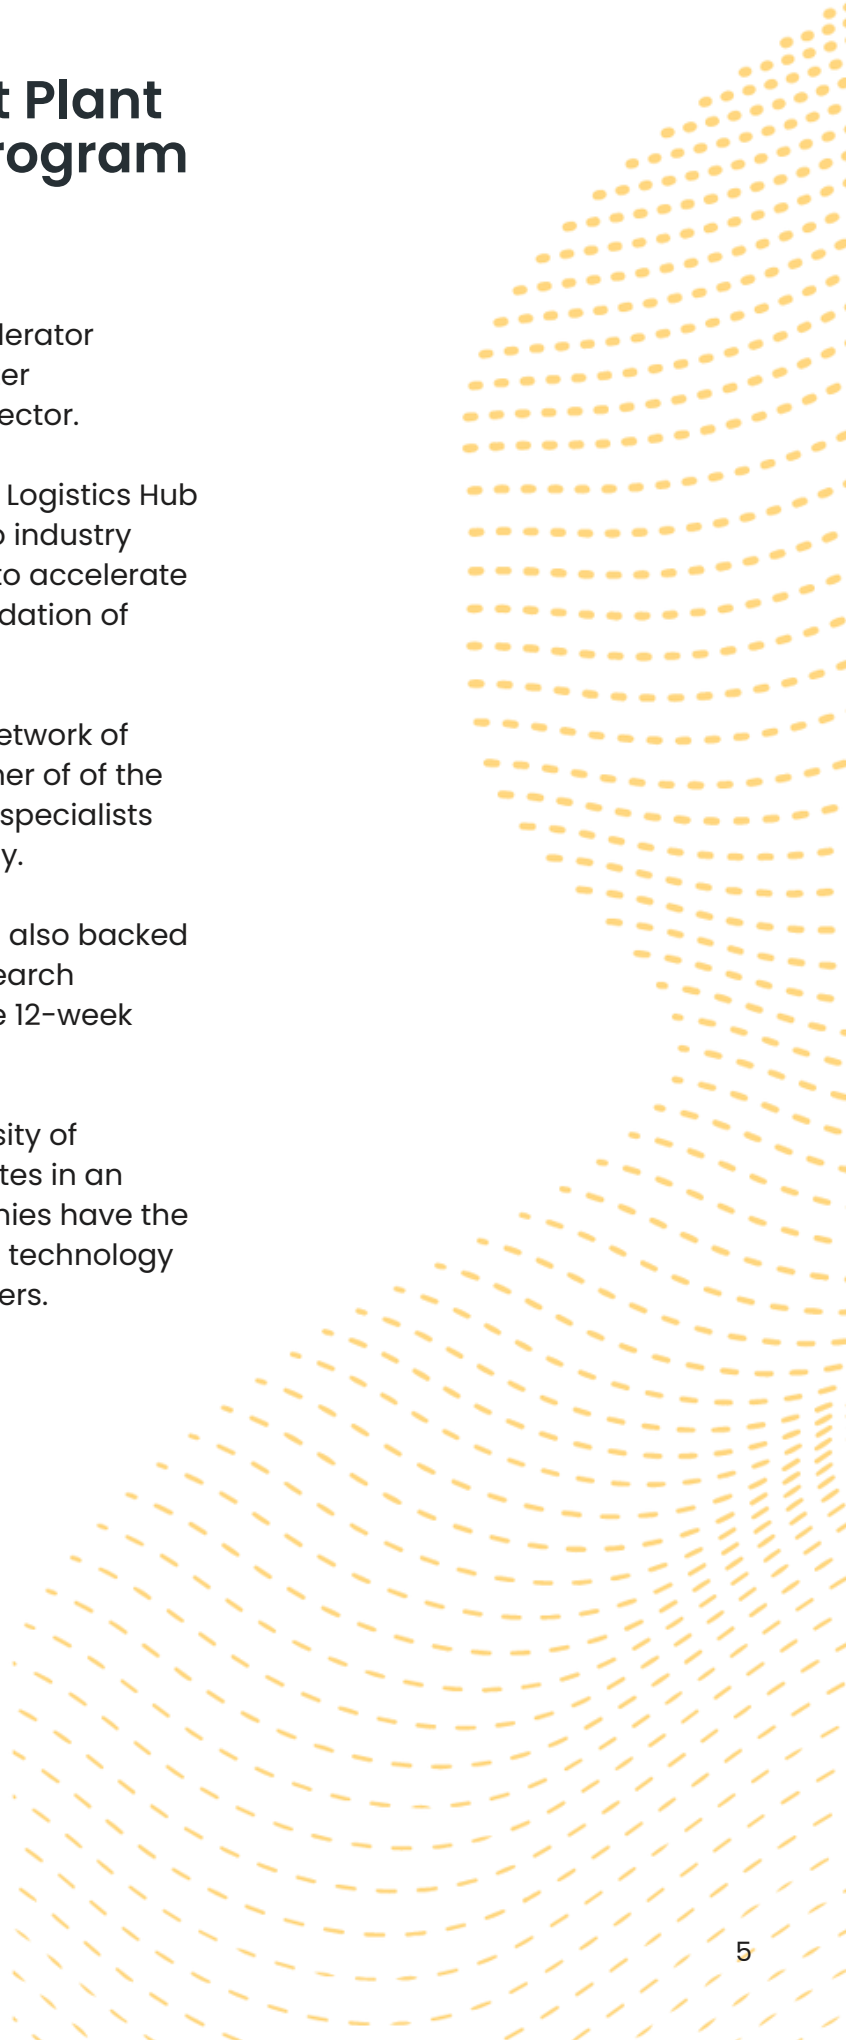 t Plant
rogram
lerator
er
ector.
Logistics Hub
o industry
to accelerate
dation of
etwork of
ner of of the
specialists
y.
also backed
earch
e 12-week
sity of
tes in an
nies have the
technology
ers.
5